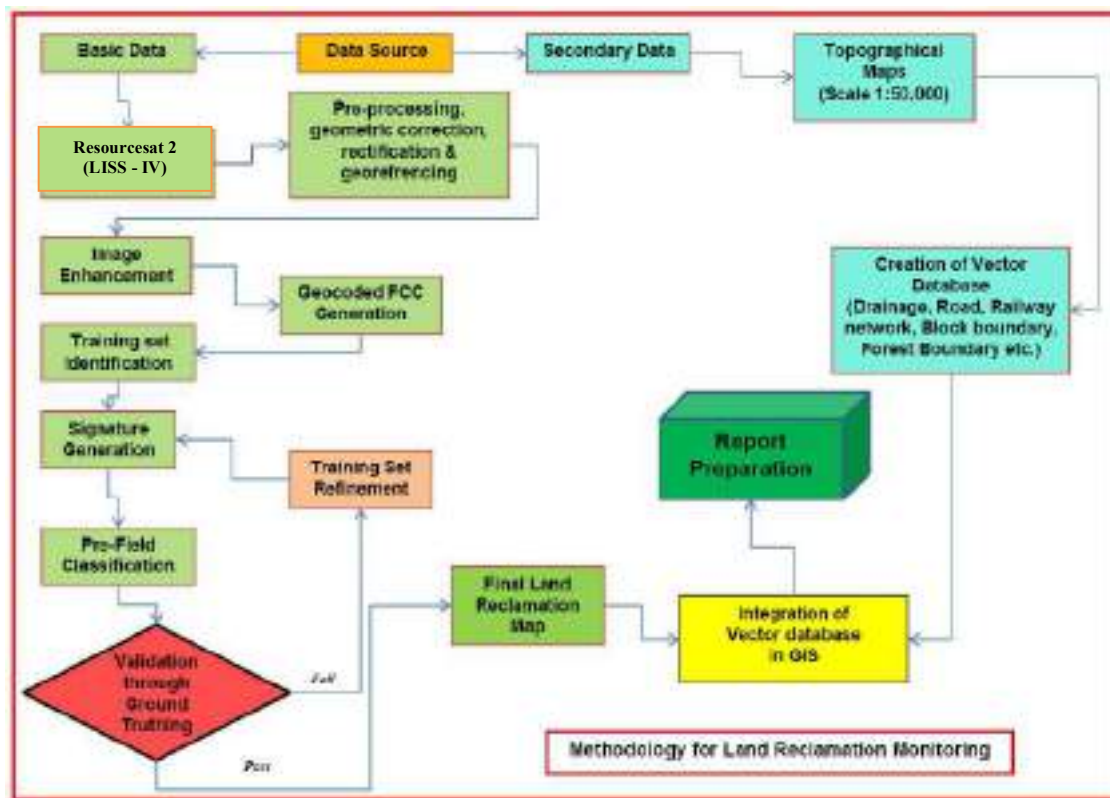 Basic Data
Data Source
Secondary Data
Topographical
Maps
(Scale 1:50,000)
Resourcesat 2
(LISS - IV)
Pre-processing,
geometric correction,
rectification &
georefrencing
Image
Enhancement
Geocoded FCC
Generation
Creation of Vector
Database
(Drainage, Road, Railway
network, Block boundary,
Forest Boundary etc.)
Training set
Identification
Signature
Generation
Training Set
Refinement
Report
Preparation
Pre-Field
Classification
Final Land
Reclamation
Map
Integration of
Vector database
in GIS
Validation
through
Ground
Truthing
Fail
Pass
Methodology for Land Reclamation Monitoring